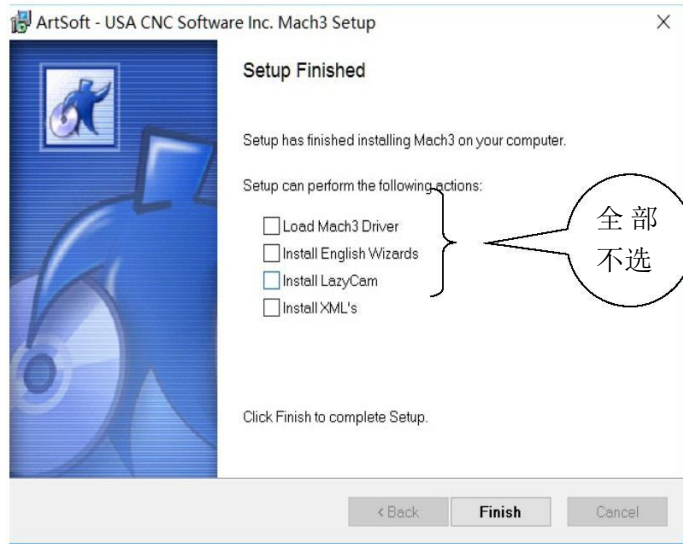 ArtSoft - USA CNC Software Inc. Mach3 Setup
Setup Finished
Setup has finished installing Mach3 on your computer.
Setup can perform the following actions:
Load Mach3 Driver
Install English Wizards
Install LazyCam
Install XML's
全部
不选
Click Finish to complete Setup.
< Back
Finish
Cancel